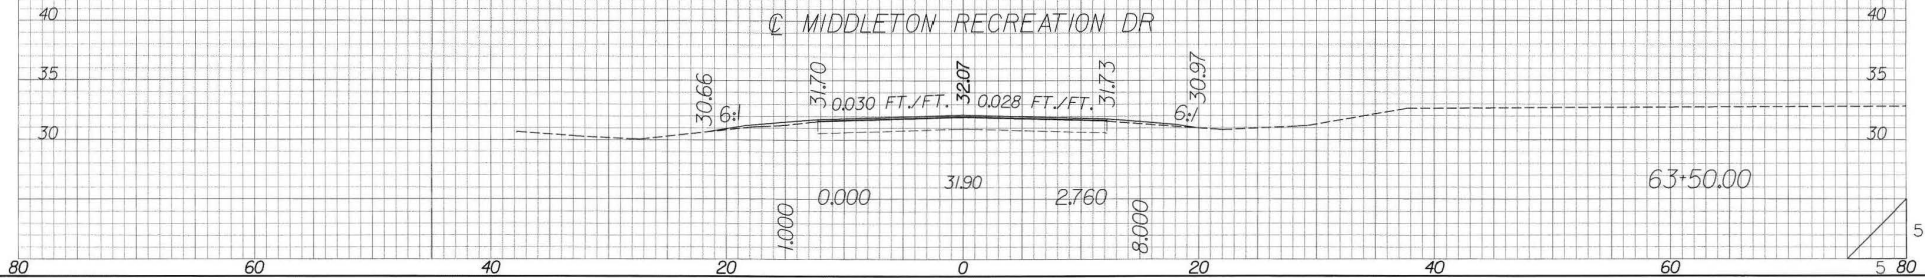 40 40
℄ MIDDLETON RECREATION DR
35 35
30.66 31.70 32.07 31.73 30.97
6:1 0.030 FT./FT. 0.028 FT./FT. 6:1
30 30
31.90
63+50.00
0.000 2.760
1.000 8.000
5
80 60 40 20 0 20 40 60 5 80